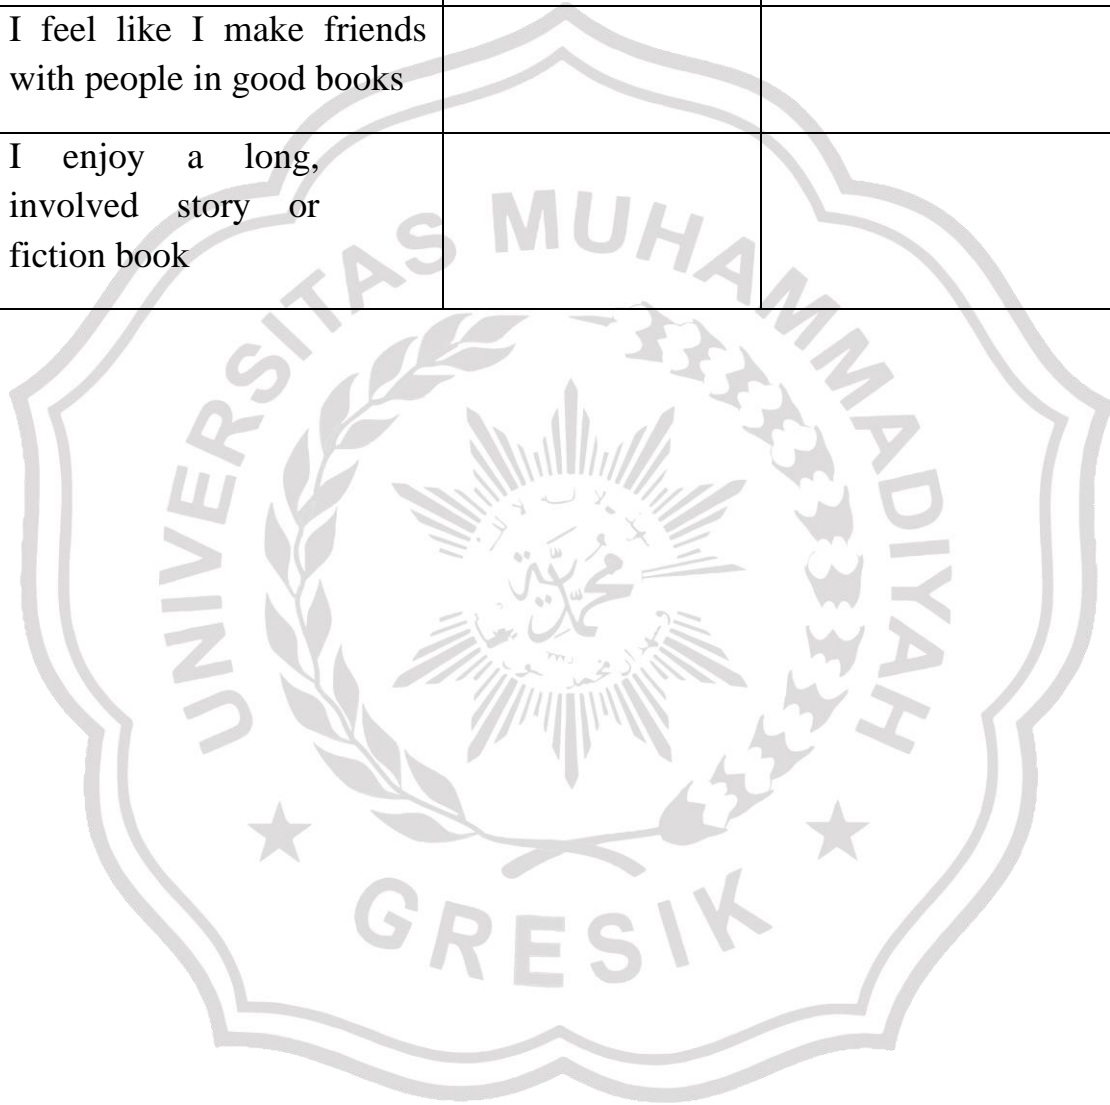 I feel like I make friends
with people in good books
I enjoy a long,
involved story or
fiction book
UNIVERSITAS MUHAMMADIYAH
GRESIK